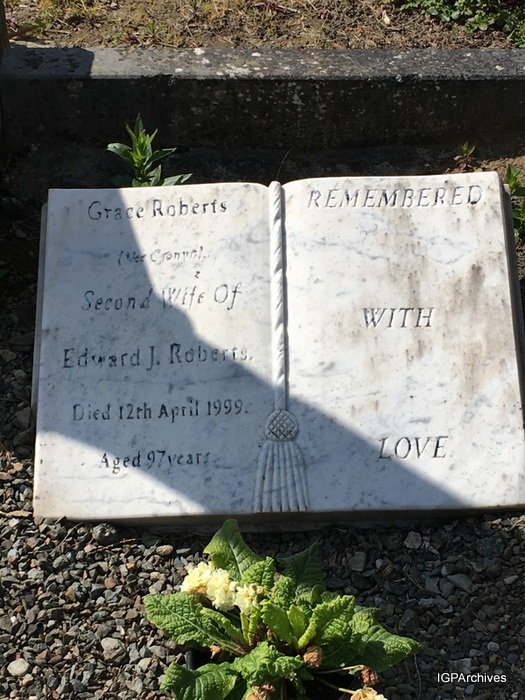 Grace Roberts
(Nee Cronyn).
Second Wife Of
Edward J. Roberts.
Died 12th April 1999.
Aged 97 years
REMEMBERED
WITH
LOVE
IGPArchives